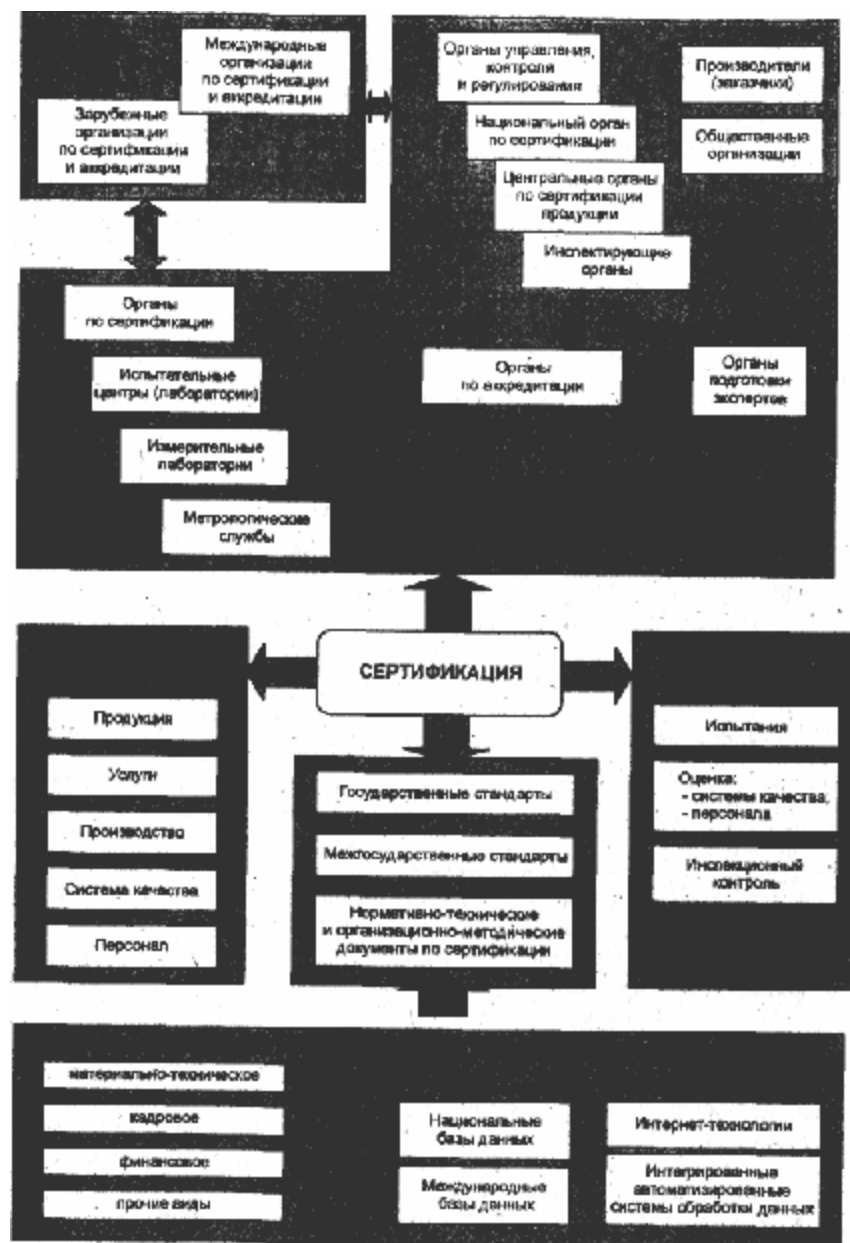 Международные
организации
по сертификации
и аккредитации
Зарубежные
организации
по сертификации
и аккредитации
Органы управления,
контроля
и регулирования
Национальный орган
по сертификации
Центральные органы
по сертификации
продукции
Инспектирующие
органы
Производители
(заказчики)
Общественные
организации
Органы
по сертификации
Испытательные
центры (лаборатории)
Измерительные
лаборатории
Метрологические
службы
Органы
по аккредитации
Органы
подготовки
экспертов
СЕРТИФИКАЦИЯ
Продукция
Услуги
Производство
Система качества
Персонал
Государственные стандарты
Межгосударственные стандарты
Нормативно-технические
и организационно-методические
документы по сертификации
Испытания
Оценка:
- системы качества;
- персонала
Инспекционный
контроль
материально-техническое
кадровое
финансовое
прочие виды
Национальные
базы данных
Международные
базы данных
Интернет-технологии
Интегрированные
автоматизированные
системы обработки данных